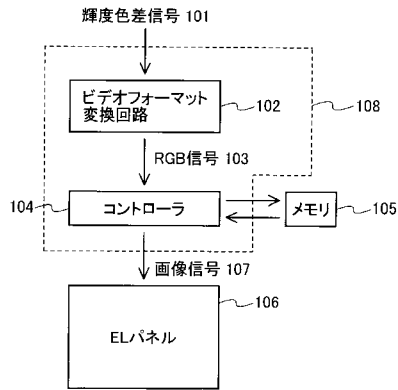 輝度色差信号 101
ビデオフォーマット
変換回路
102
108
RGB信号 103
104
コントローラ
メモリ
105
画像信号 107
106
ELパネル